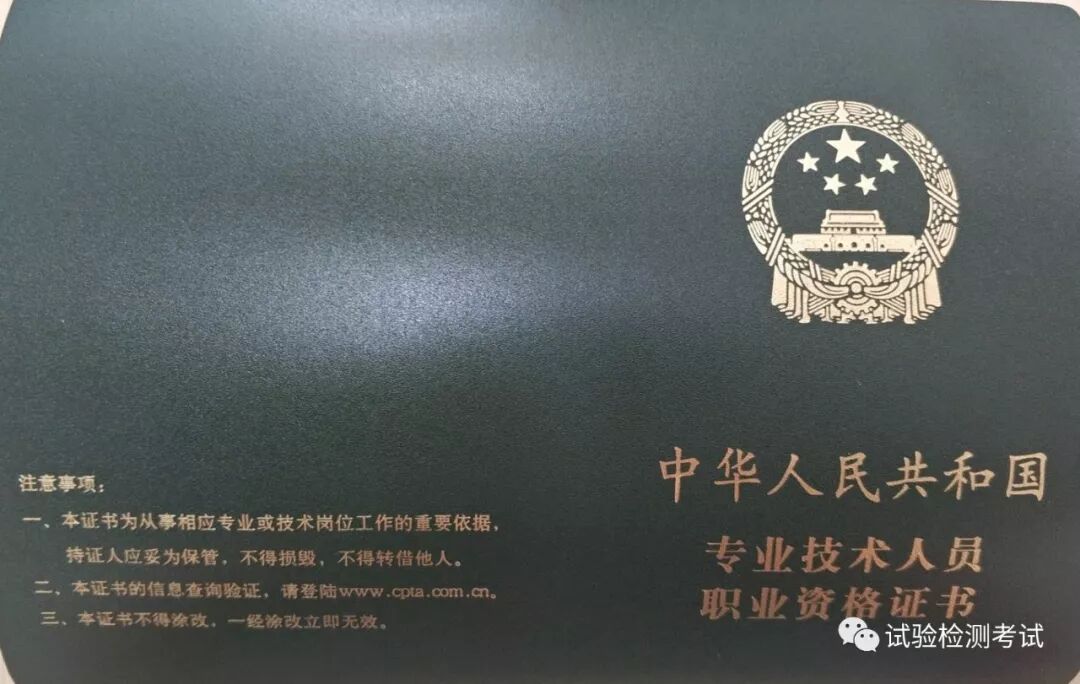 中华人民共和国
专业技术人员
职业资格证书
注意事项：
一、本证书为从事相应专业或技术岗位工作的重要依据，
持证人应妥为保管，不得损毁，不得转借他人。
二、本证书的信息查询验证，请登陆www.cpta.com.cn。
三、本证书不得涂改，一经涂改立即无效。
试验检测考试